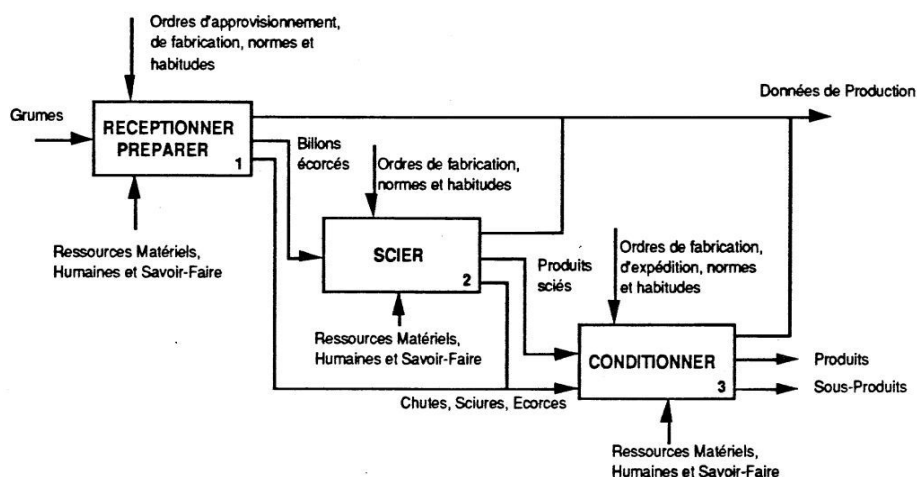 Ordres d'approvisionnement,
de fabrication, normes et
habitudes
Données de Production
Grumes
RECEPTIONNER
PREPARER
1
Billons
écorcés
Ordres de fabrication,
normes et habitudes
Ressources Matériels,
Humaines et Savoir-Faire
SCIER
2
Produits
sciés
Ordres de fabrication,
d'expédition, normes
et habitudes
Ressources Matériels,
Humaines et Savoir-Faire
CONDITIONNER
3
Produits
Sous-Produits
Chutes, Sciures, Ecorces
Ressources Matériels,
Humaines et Savoir-Faire